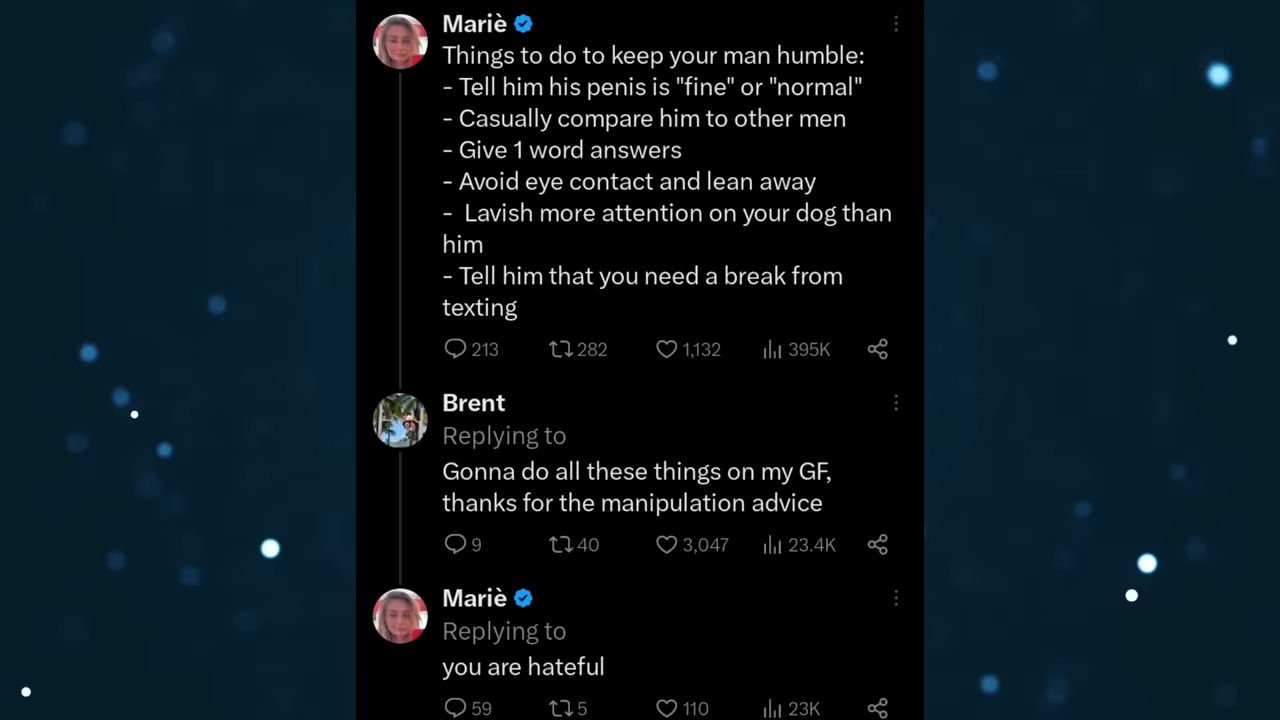 Mariè
Things to do to keep your man humble:
- Tell him his penis is "fine" or "normal"
- Casually compare him to other men
- Give 1 word answers
- Avoid eye contact and lean away
-  Lavish more attention on your dog than
him
- Tell him that you need a break from
texting
213 282 1,132 395K
Brent
Replying to
Gonna do all these things on my GF,
thanks for the manipulation advice
9 40 3,047 23.4K
Mariè
Replying to
you are hateful
59 5 110 23K